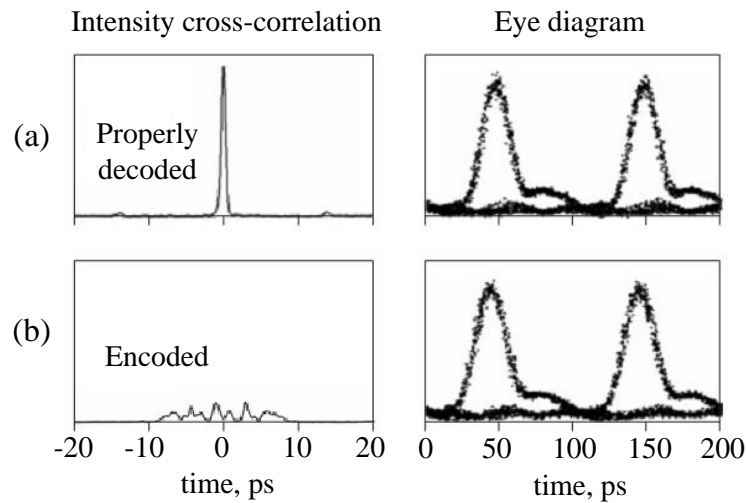 Intensity cross-correlation
Eye diagram
(a)
Properly
decoded
(b)
Encoded
-20 -10 0 10 20
time, ps
0 50 100 150 200
time, ps